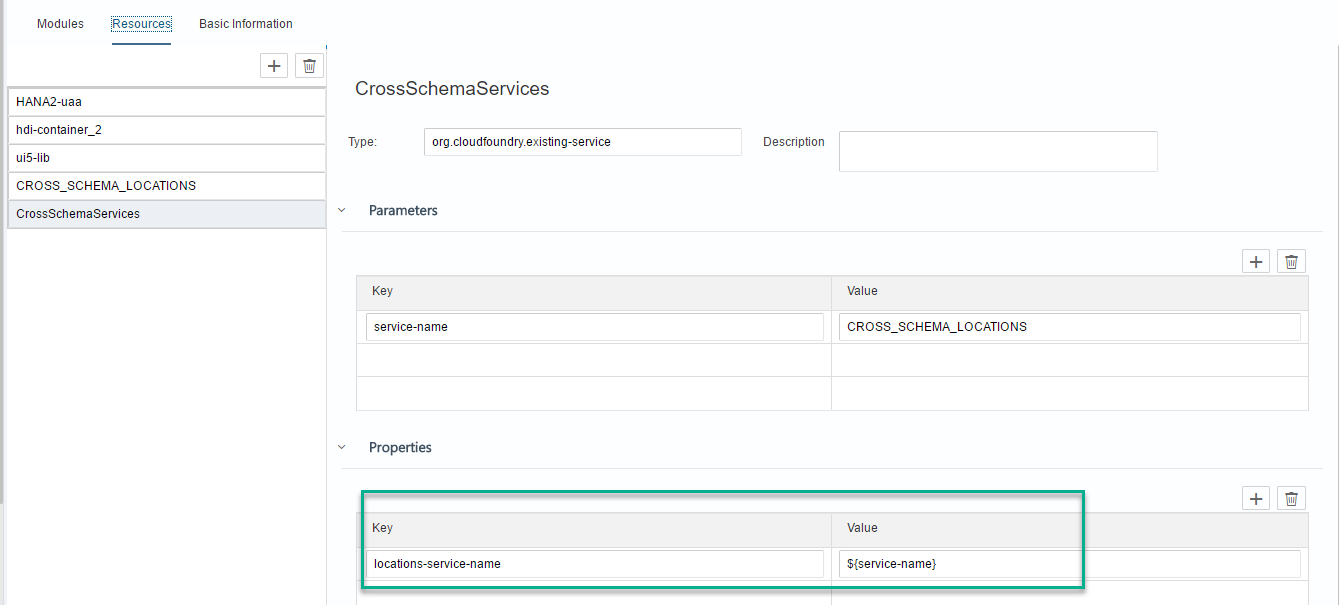 Modules Resources Basic Information
HANA2-uaa
hdi-container_2
ui5-lib
CROSS_SCHEMA_LOCATIONS
CrossSchemaServices
CrossSchemaServices
Type: org.cloudfoundry.existing-service Description
Parameters
Key Value
service-name CROSS_SCHEMA_LOCATIONS
Properties
Key Value
locations-service-name ${service-name}